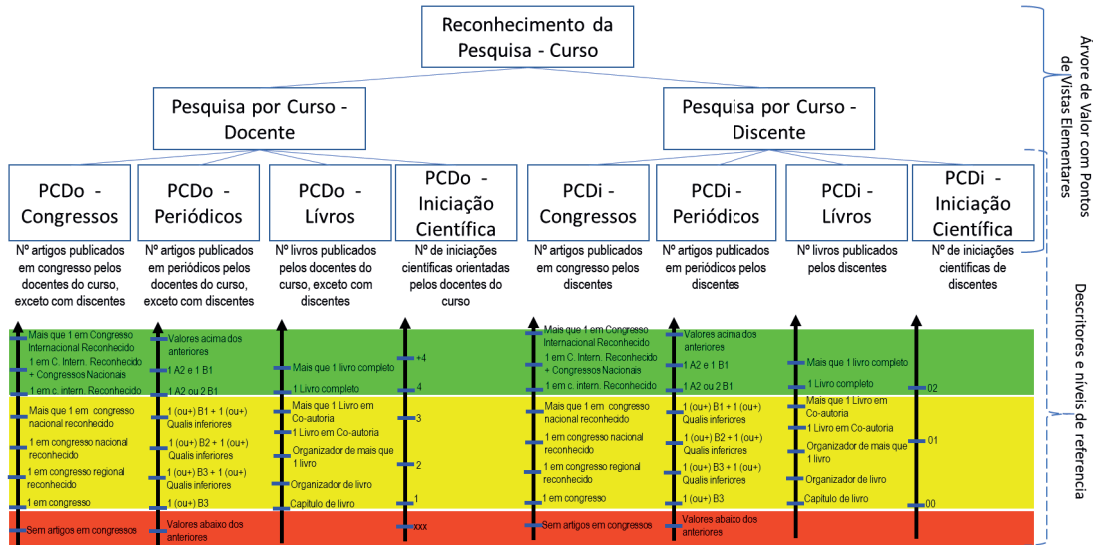 Reconhecimento da
Pesquisa - Curso
Pesquisa por Curso -
Docente
Pesquisa por Curso -
Discente
PCDo -
Congressos
PCDo -
Periódicos
PCDo -
Lívros
PCDo -
Iniciação
Científica
PCDi -
Congressos
PCDi -
Periódicos
PCDi -
Lívros
PCDi -
Iniciação
Científica
Nº artigos publicados
em congresso pelos
docentes do curso,
exceto com discentes
Nº artigos publicados
em periódicos pelos
docentes do curso,
exceto com discentes
Nº livros publicados
pelos docentes do
curso, exceto com
discentes
Nº de iniciações
científicas orientadas
pelos docentes do
curso
Nº artigos publicados
em congresso pelos
discentes
Nº artigos publicados
em periódicos pelos
discentes
Nº livros publicados
pelos discentes
Nº de iniciações
científicas de
discentes
Mais que 1 em Congresso
Internacional Reconhecido
1 em C. Intern. Reconhecido
+ Congressos Nacionais
1 em c. intern. Reconhecido
Mais que 1 em congresso
nacional reconhecido
1 em congresso nacional
reconhecido
1 em congresso regional
reconhecido
1 em congresso
Sem artigos em congressos
Valores acima dos
anteriores
1 A2 e 1 B1
1 A2 ou 2 B1
1 (ou+) B1 + 1 (ou+)
Qualis inferiores
1 (ou+) B2 + 1 (ou+)
Qualis inferiores
1 (ou+) B3 + 1 (ou+)
Qualis inferiores
1 (ou+) B3
Valores abaixo dos
anteriores
Mais que 1 livro completo
1 Livro completo
Mais que 1 Livro em
Co-autoria
1 Livro em Co-autoria
Organizador de mais que
1 livro
Organizador de livro
Capitulo de livro
+4
4
3
2
1
xxx
Mais que 1 em Congresso
Internacional Reconhecido
1 em C. Intern. Reconhecido
+ Congressos Nacionais
1 em c. intern. Reconhecido
Mais que 1 em congresso
nacional reconhecido
1 em congresso nacional
reconhecido
1 em congresso regional
reconhecido
1 em congresso
Sem artigos em congressos
Valores acima dos
anteriores
1 A2 e 1 B1
1 A2 ou 2 B1
1 (ou+) B1 + 1 (ou+)
Qualis inferiores
1 (ou+) B2 + 1 (ou+)
Qualis inferiores
1 (ou+) B3 + 1 (ou+)
Qualis inferiores
1 (ou+) B3
Valores abaixo dos
anteriores
Mais que 1 livro completo
1 Livro completo
Mais que 1 Livro em
Co-autoria
1 Livro em Co-autoria
Organizador de mais que
1 livro
Organizador de livro
Capitulo de livro
02
01
00
Árvore de Valor com Pontos
de Vistas Elementares
Descritores e níveis de referencia